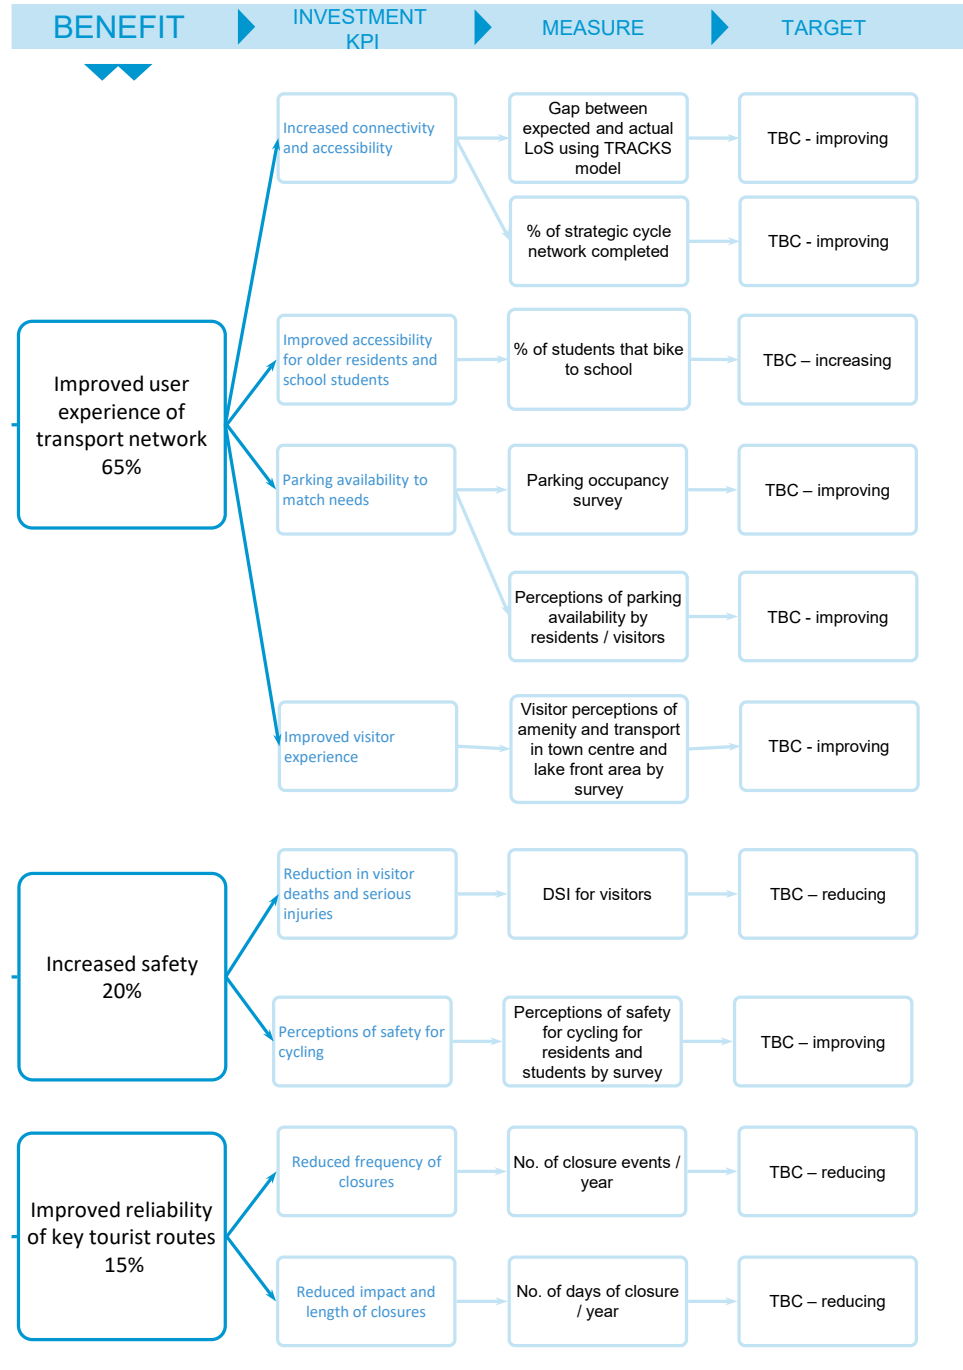 BENEFIT
INVESTMENT
KPI
MEASURE
TARGET
Improved user
experience of
transport network
65%
Increased connectivity
and accessibility
Gap between
expected and actual
LoS using TRACKS
model
TBC - improving
% of strategic cycle
network completed
TBC - improving
Improved accessibility
for older residents and
school students
% of students that bike
to school
TBC – increasing
Parking availability to
match needs
Parking occupancy
survey
TBC – improving
Perceptions of parking
availability by
residents / visitors
TBC - improving
Improved visitor
experience
Visitor perceptions of
amenity and transport
in town centre and
lake front area by
survey
TBC - improving
Increased safety
20%
Reduction in visitor
deaths and serious
injuries
DSI for visitors
TBC – reducing
Perceptions of safety for
cycling
Perceptions of safety
for cycling for
residents and
students by survey
TBC – improving
Improved reliability
of key tourist routes
15%
Reduced frequency of
closures
No. of closure events /
year
TBC – reducing
Reduced impact and
length of closures
No. of days of closure
/ year
TBC – reducing